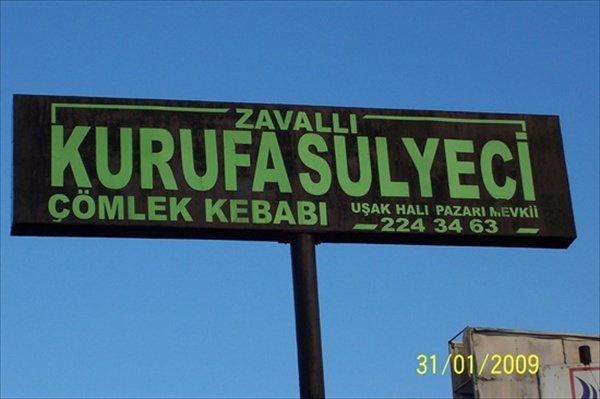 ZAVALLI
KURUFASULYECİ
ÇÖMLEK KEBABI
UŞAK HALI PAZARI MEVKİİ
224 34 63
31/01/2009